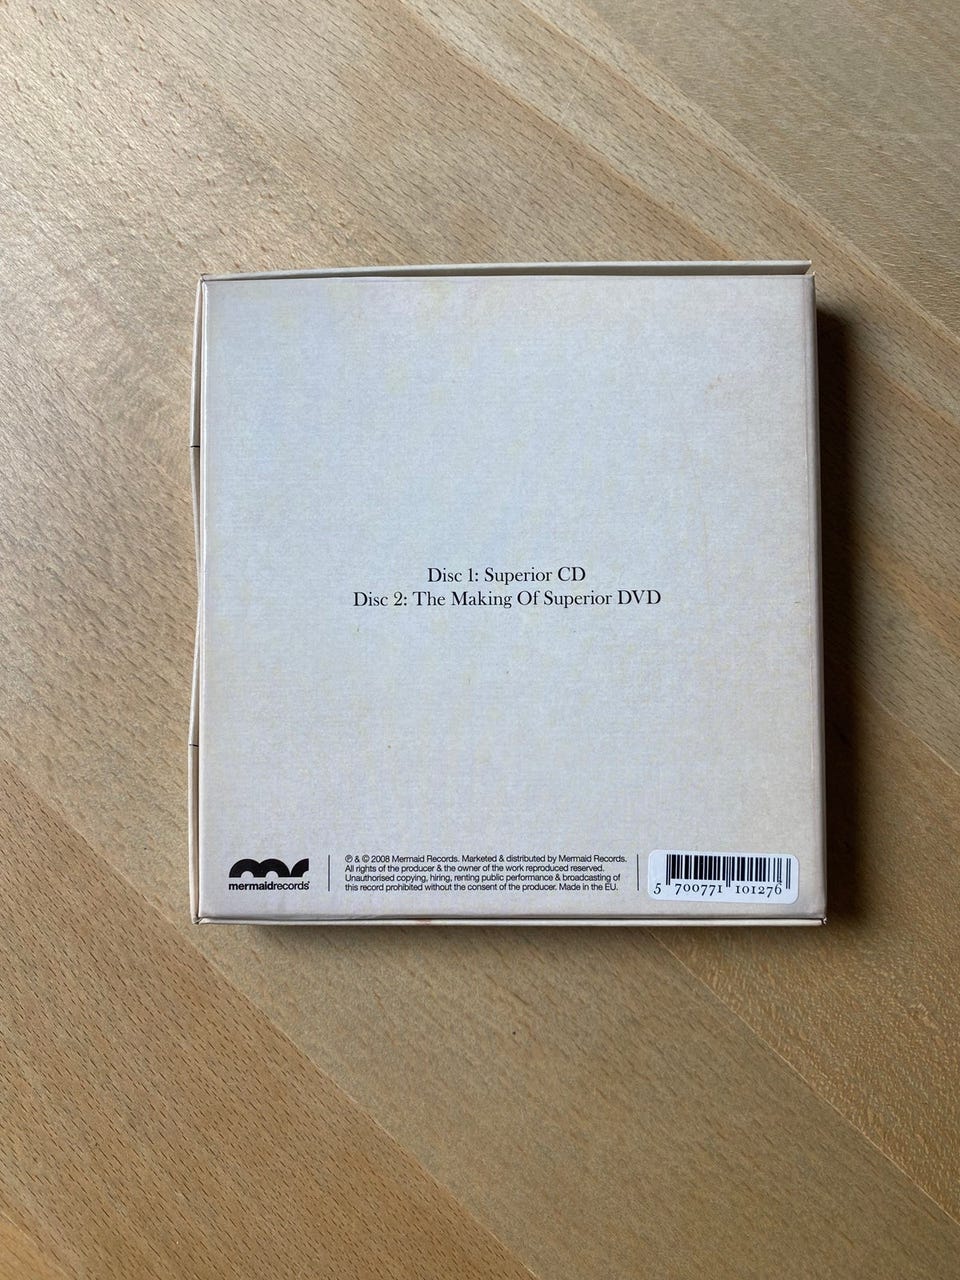 Disc 1: Superior CD
Disc 2: The Making Of Superior DVD
mermaidrecords
℗ & © 2008 Mermaid Records. Marketed & distributed by Mermaid Records.
All rights of the producer & the owner of the work reproduced reserved.
Unauthorised copying, hiring, renting public performance & broadcasting of
this record prohibited without the consent of the producer. Made in the EU.
5 700771 101276